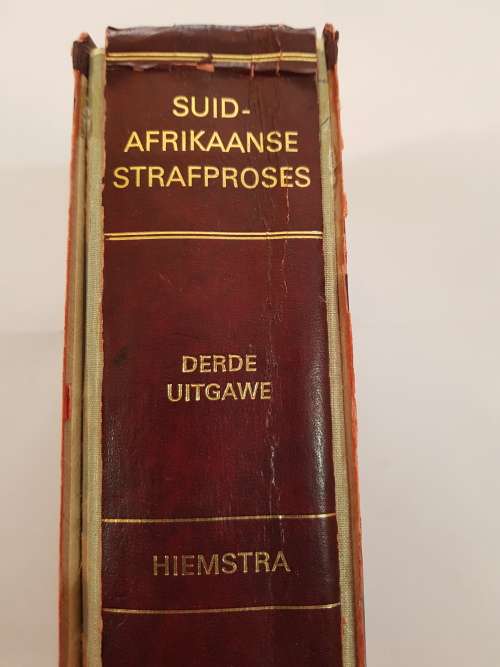 SUID-
AFRIKAANSE
STRAFPROSES
DERDE
UITGAWE
HIEMSTRA